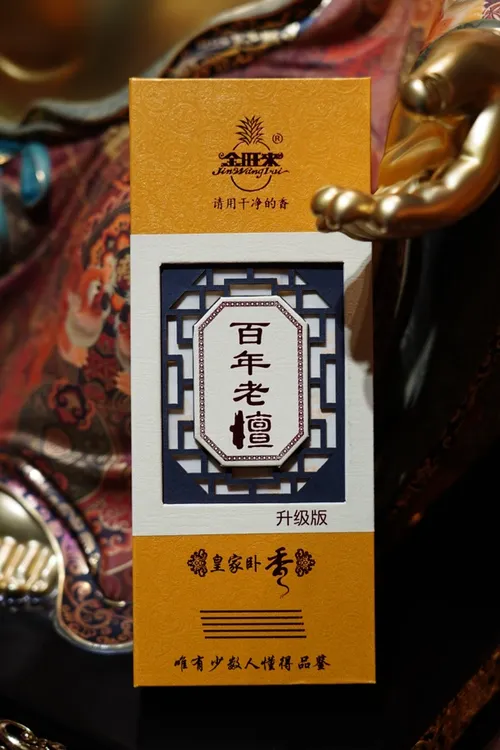 金旺来®
JinWangLai
请用干净的香
百年老檀
升级版
皇家卧香
唯有少数人懂得品鉴